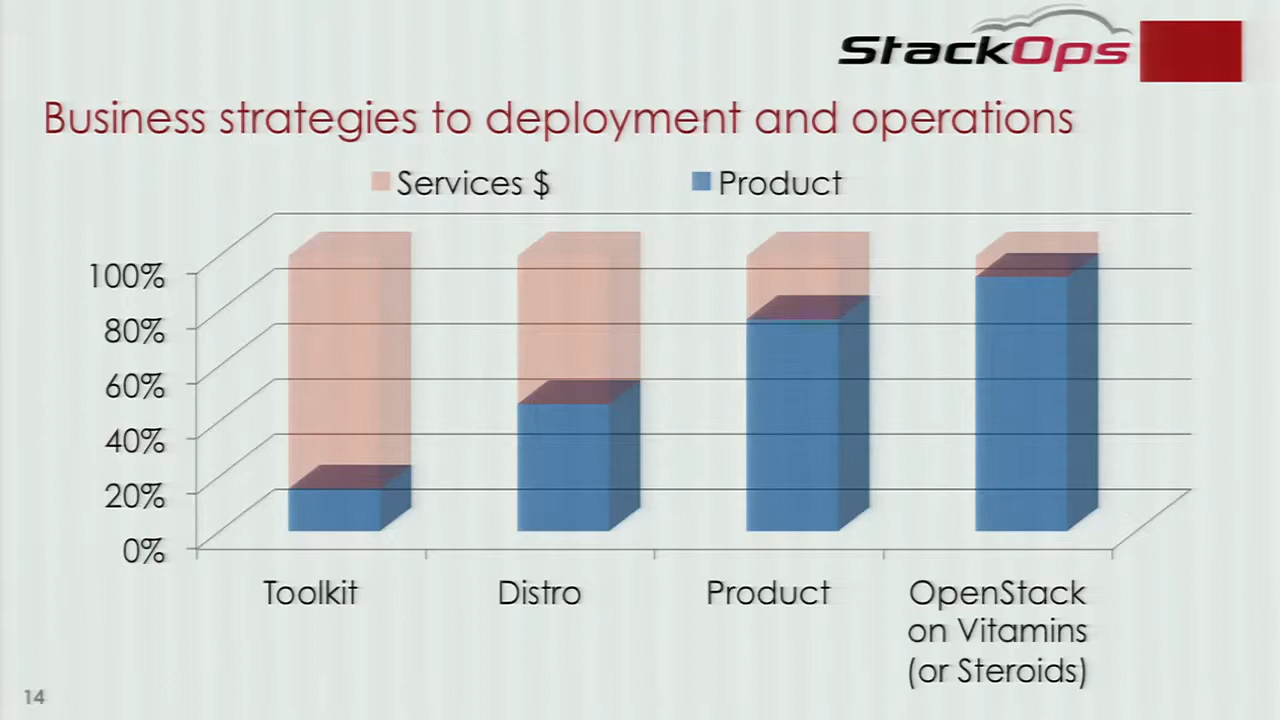 StackOps
Business strategies to deployment and operations
Services $ Product
100%
80%
60%
40%
20%
0%
Toolkit Distro Product OpenStack
on Vitamins
(or Steroids)
14